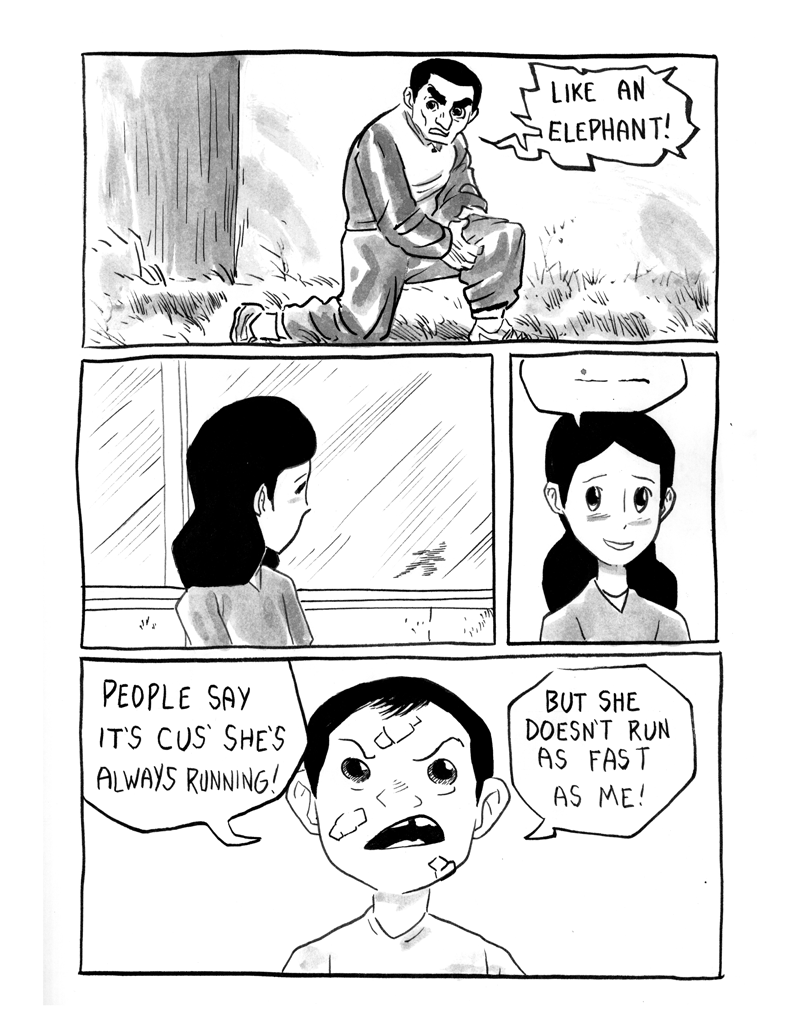 LIKE AN
ELEPHANT!
PEOPLE SAY
IT'S CUS' SHE'S
ALWAYS RUNNING!
BUT SHE
DOESN'T RUN
AS FAST
AS ME!